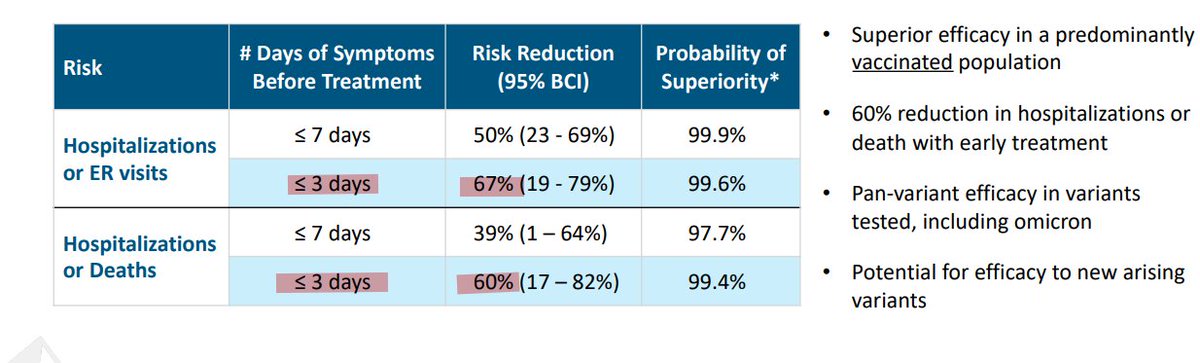 Risk
# Days of Symptoms
Before Treatment
Risk Reduction
(95% BCI)
Probability of
Superiority*
Hospitalizations
or ER visits
≤ 7 days
50% (23 - 69%)
99.9%
≤ 3 days
67% (19 - 79%)
99.6%
Hospitalizations
or Deaths
≤ 7 days
39% (1 – 64%)
97.7%
≤ 3 days
60% (17 – 82%)
99.4%
• Superior efficacy in a predominantly
vaccinated population
• 60% reduction in hospitalizations or
death with early treatment
• Pan-variant efficacy in variants
tested, including omicron
• Potential for efficacy to new arising
variants